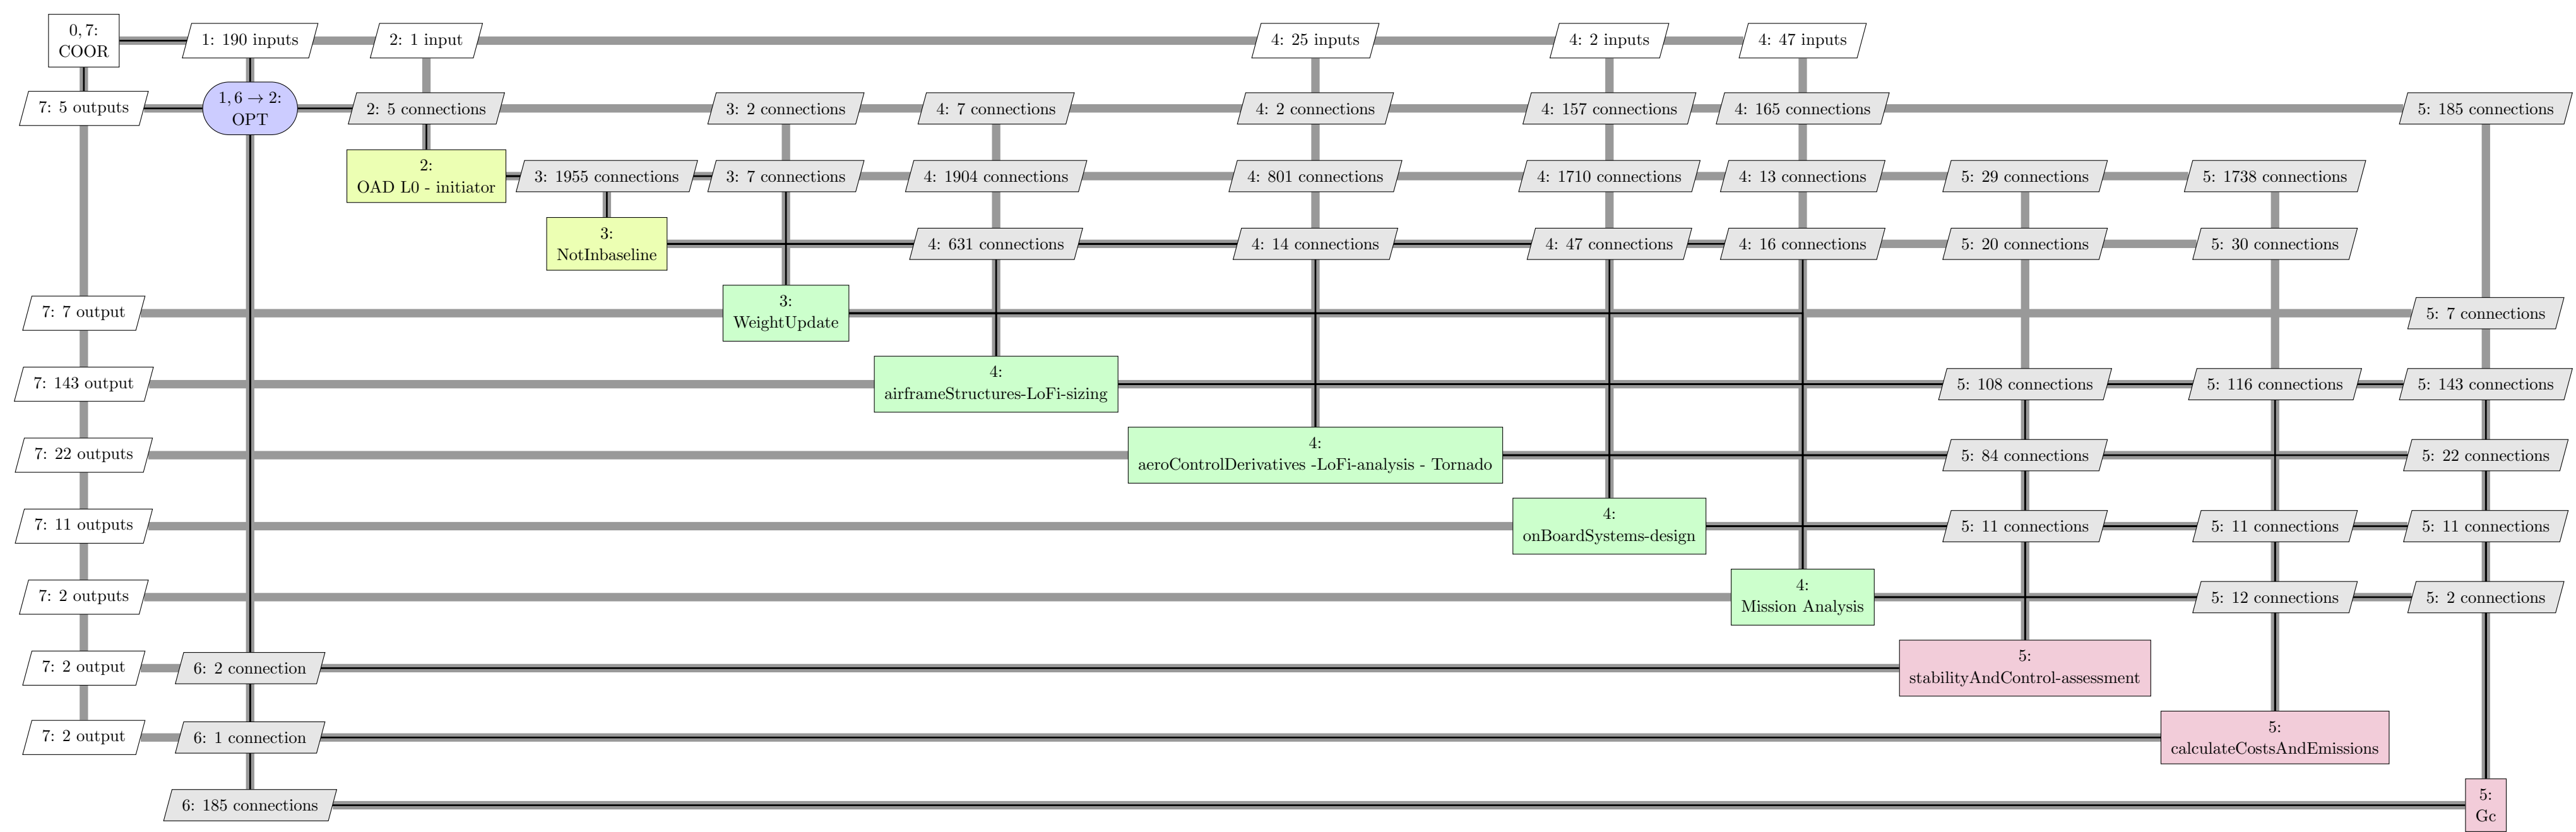 0, 7:
COOR
1: 190 inputs
2: 1 input
4: 25 inputs
4: 2 inputs
4: 47 inputs
7: 5 outputs
1, 6 → 2:
OPT
2: 5 connections
3: 2 connections
4: 7 connections
4: 2 connections
4: 157 connections
4: 165 connections
5: 185 connections
2:
OAD L0 - initiator
3: 1955 connections
3: 7 connections
4: 1904 connections
4: 801 connections
4: 1710 connections
4: 13 connections
5: 29 connections
5: 1738 connections
3:
NotInbaseline
4: 631 connections
4: 14 connections
4: 47 connections
4: 16 connections
5: 20 connections
5: 30 connections
7: 7 output
3:
WeightUpdate
5: 7 connections
7: 143 output
4:
airframeStructures-LoFi-sizing
5: 108 connections
5: 116 connections
5: 143 connections
7: 22 outputs
4:
aeroControlDerivatives -LoFi-analysis - Tornado
5: 84 connections
5: 22 connections
7: 11 outputs
4:
onBoardSystems-design
5: 11 connections
5: 11 connections
5: 11 connections
7: 2 outputs
4:
Mission Analysis
5: 12 connections
5: 2 connections
7: 2 output
6: 2 connection
5:
stabilityAndControl-assessment
7: 2 output
6: 1 connection
5:
calculateCostsAndEmissions
6: 185 connections
5:
Gc